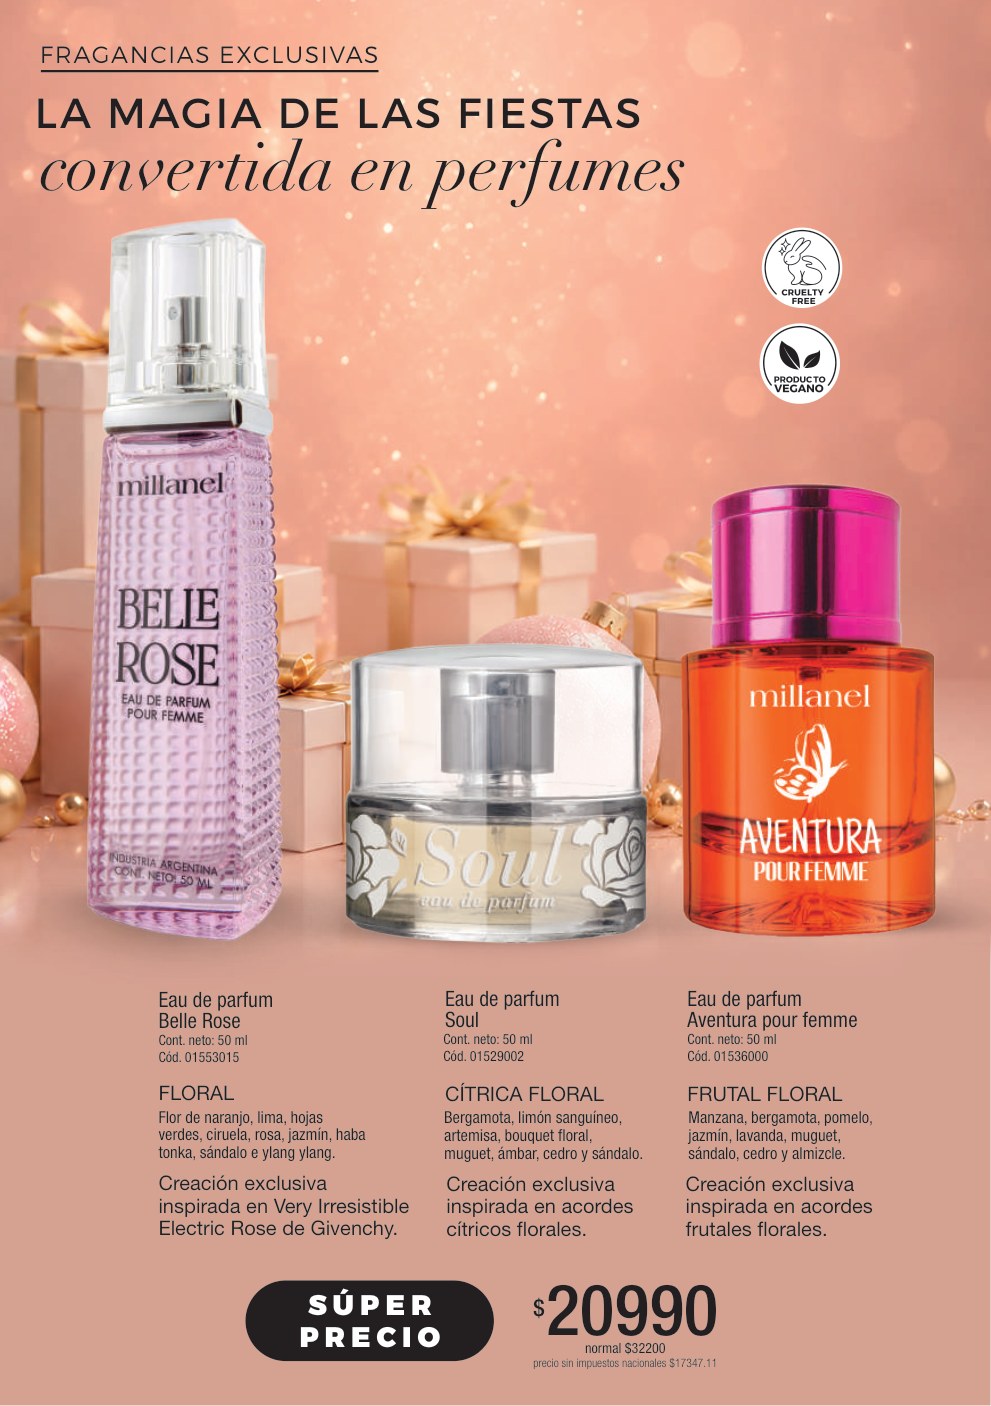 FRAGANCIAS EXCLUSIVAS
LA MAGIA DE LAS FIESTAS
convertida en perfumes
CRUELTY
FREE
PRODUCTO
VEGANO
millanel
BELLE
ROSE
EAU DE PARFUM
POUR FEMME
INDUSTRIA ARGENTINA
CONT. NETO: 50 ML
Soul
eau de parfum
millanel
AVENTURA
POUR FEMME
Eau de parfum
Belle Rose
Cont. neto: 50 ml
Cód. 01553015
FLORAL
Flor de naranjo, lima, hojas
verdes, ciruela, rosa, jazmín, haba
tonka, sándalo e ylang ylang.
Creación exclusiva
inspirada en Very Irresistible
Electric Rose de Givenchy.
Eau de parfum
Soul
Cont. neto: 50 ml
Cód. 01529002
CÍTRICA FLORAL
Bergamota, limón sanguíneo,
artemisa, bouquet floral,
muguet, ámbar, cedro y sándalo.
Creación exclusiva
inspirada en acordes
cítricos florales.
Eau de parfum
Aventura pour femme
Cont. neto: 50 ml
Cód. 01536000
FRUTAL FLORAL
Manzana, bergamota, pomelo,
jazmín, lavanda, muguet,
sándalo, cedro y almizcle.
Creación exclusiva
inspirada en acordes
frutales florales.
SÚPER
PRECIO
$20990
normal $32200
precio sin impuestos nacionales $17347.11